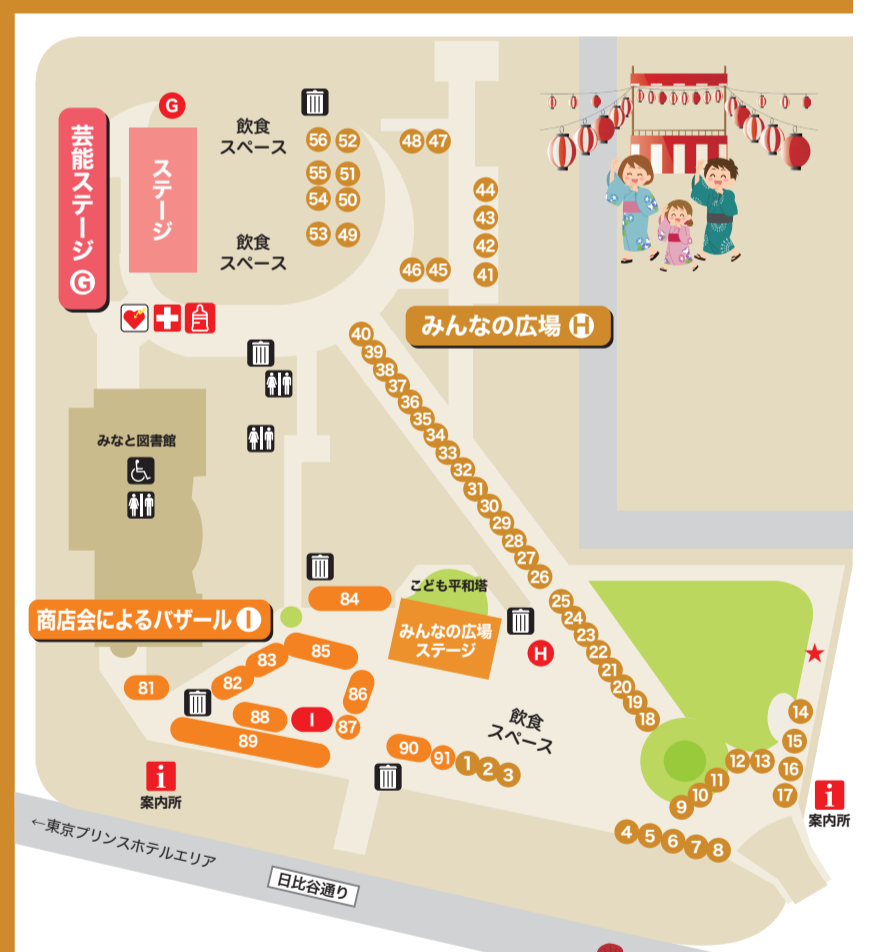 G
芸能ステージ G
ステージ
飲食
スペース
56 52
55 51
54 50
53 49
飲食
スペース
48 47
46 45
44
43
42
41
みんなの広場 H
40
39
38
37
36
35
34
33
32
31
30
29
28
27
26
25
24
23
22
21
20
19
18
みなと図書館
こども平和塔
みんなの広場
ステージ
H
商店会によるバザール I
84
85
83
82
81
86
88
I
87
89
90
91
1
2
3
飲食
スペース
14
15
16
17
13
12
11
10
9
4
5
6
7
8
i
案内所
i
案内所
←東京プリンスホテルエリア
日比谷通り